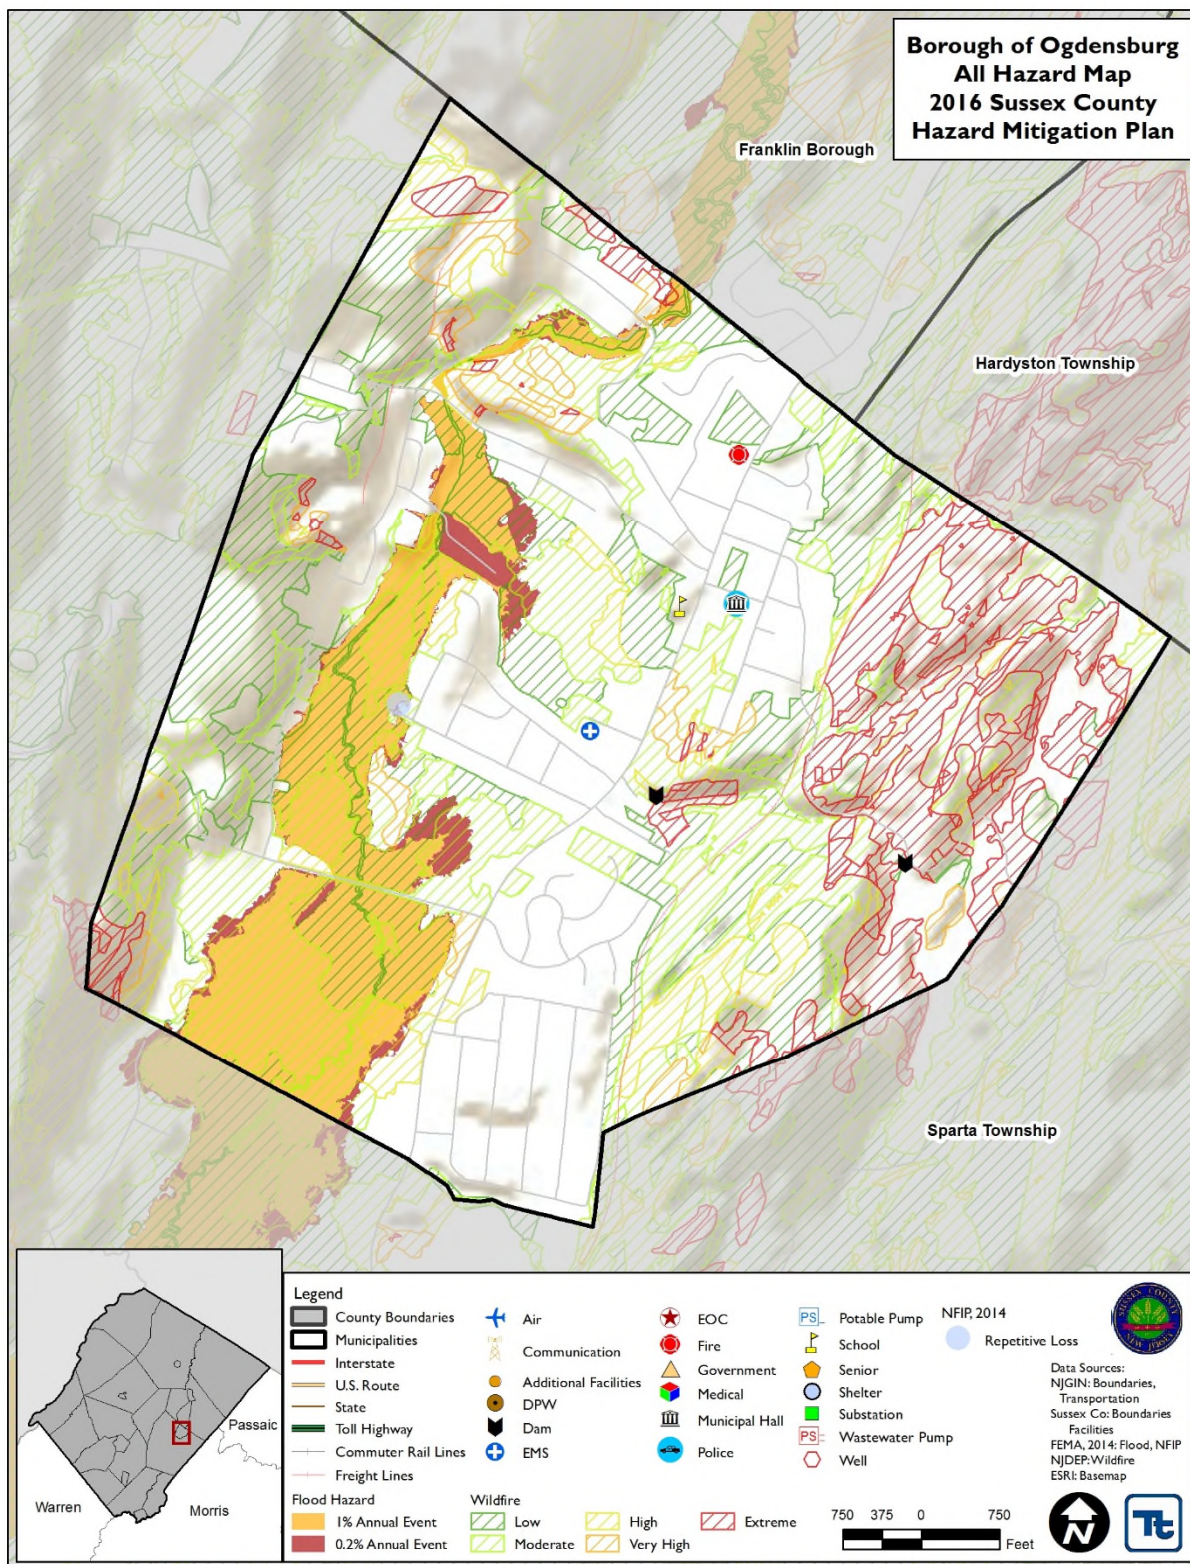 Borough of Ogdensburg
All Hazard Map
2016 Sussex County
Hazard Mitigation Plan
Franklin Borough
Hardyston Township
Sparta Township
Passaic
Warren
Morris
Legend
County Boundaries
Municipalities
Interstate
U.S. Route
State
Toll Highway
Commuter Rail Lines
Freight Lines
Air
Communication
Additional Facilities
DPW
Dam
EMS
EOC
Fire
Government
Medical
Municipal Hall
Police
PS Potable Pump
School
Senior
Shelter
Substation
PS Wastewater Pump
Well
NFIP, 2014
Repetitive Loss
SUSSEX COUNTY
NEW JERSEY
Data Sources:
NJGIN: Boundaries,
Transportation
Sussex Co: Boundaries
Facilities
FEMA, 2014: Flood, NFIP
NJDEP: Wildfire
ESRI: Basemap
Flood Hazard
1% Annual Event
0.2% Annual Event
Wildfire
Low
Moderate
High
Very High
Extreme
750 375 0 750
Feet
N
Tt